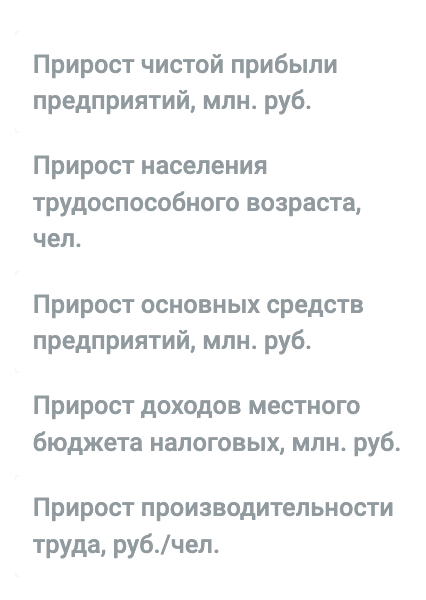 Прирост чистой прибыли
предприятий, млн. руб.
Прирост населения
трудоспособного возраста,
чел.
Прирост основных средств
предприятий, млн. руб.
Прирост доходов местного
бюджета налоговых, млн. руб.
Прирост производительности
труда, руб./чел.